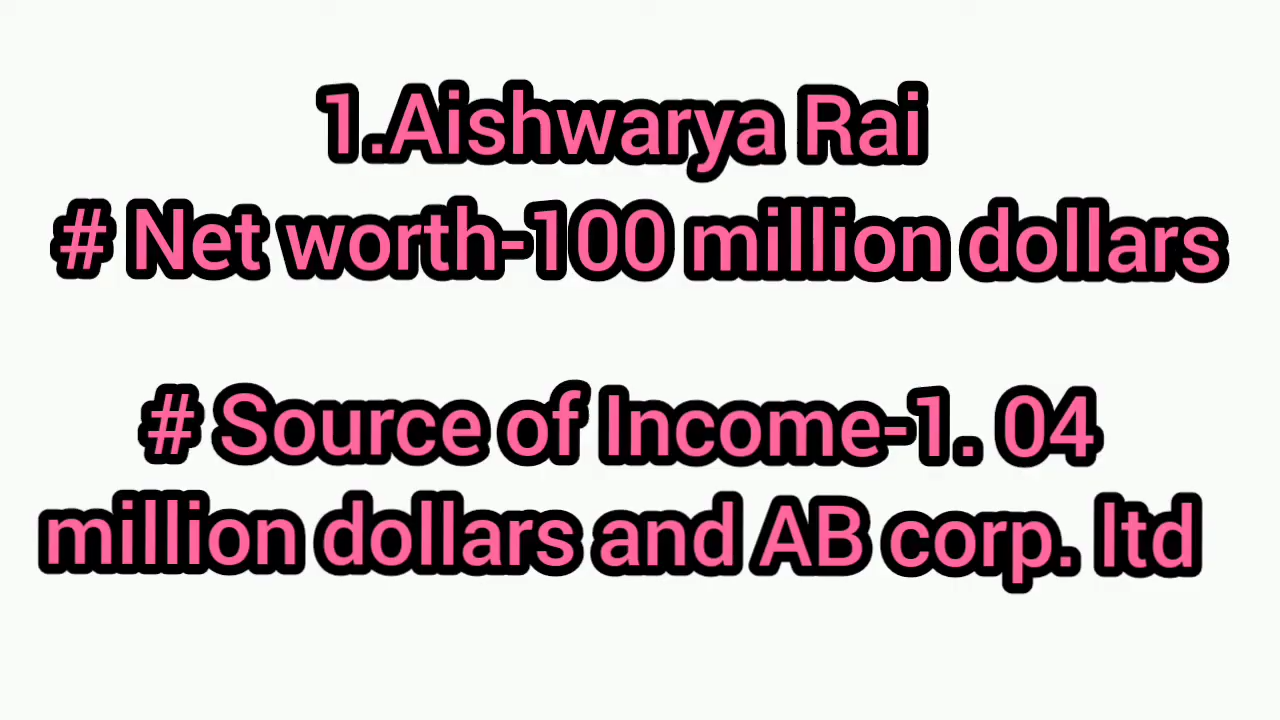 1.Aishwarya Rai
# Net worth-100 million dollars
# Source of Income-1. 04
million dollars and AB corp. ltd